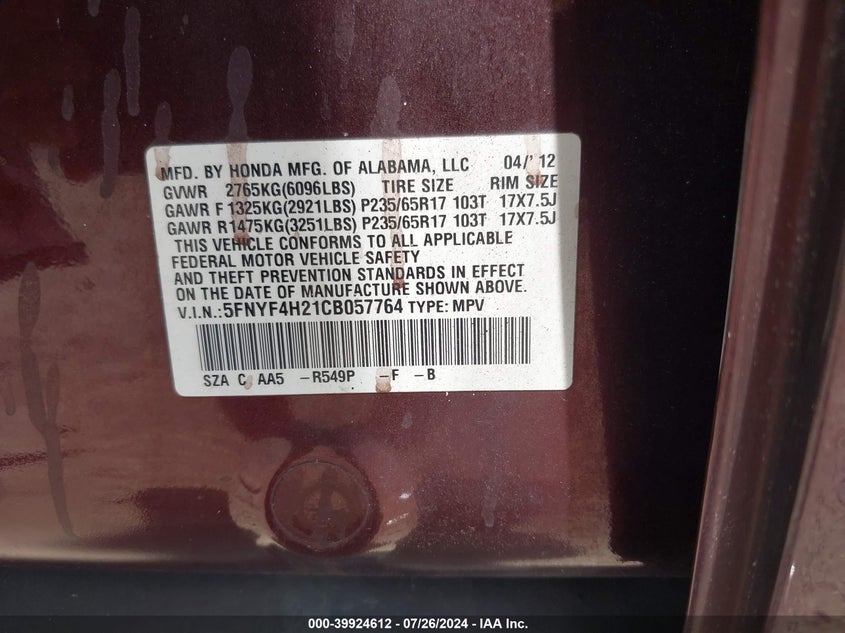 MFD. BY HONDA MFG. OF ALABAMA, LLC 04/'12
GVWR 2765KG(6096LBS) TIRE SIZE RIM SIZE
GAWR F 1325KG(2921LBS) P235/65R17 103T 17X7.5J
GAWR R1475KG(3251LBS) P235/65R17 103T 17X7.5J
THIS VEHICLE CONFORMS TO ALL APPLICABLE
FEDERAL MOTOR VEHICLE SAFETY
AND THEFT PREVENTION STANDARDS IN EFFECT
ON THE DATE OF MANUFACTURE SHOWN ABOVE.
V.I.N.:5FNYF4H21CB057764 TYPE: MPV
SZA C AA5 -R549P -F -B
000-39924612 - 07/26/2024 - IAA Inc.